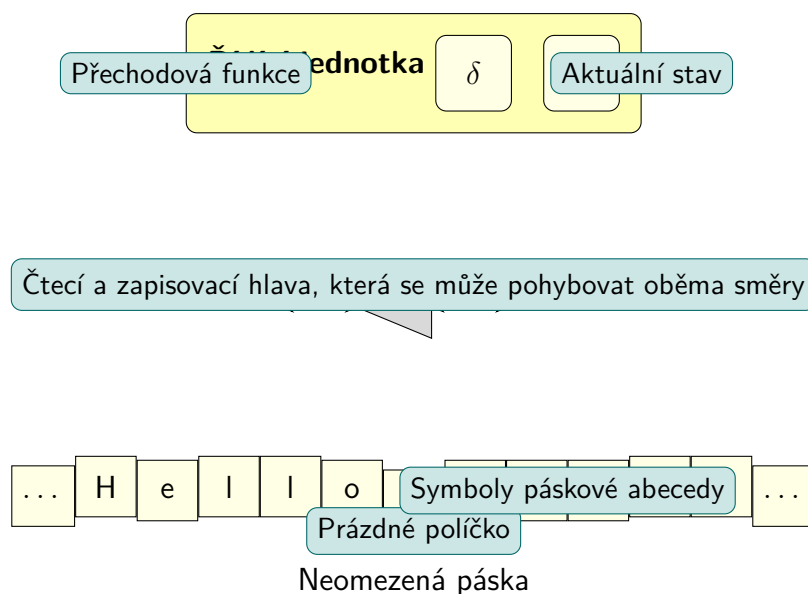 Přechodová funkce
jednotka
δ
Aktuální stav
Čtecí a zapisovací hlava, která se může pohybovat oběma směry
... H e l l o
Symboly páskové abecedy
...
Prázdné políčko
Neomezená páska